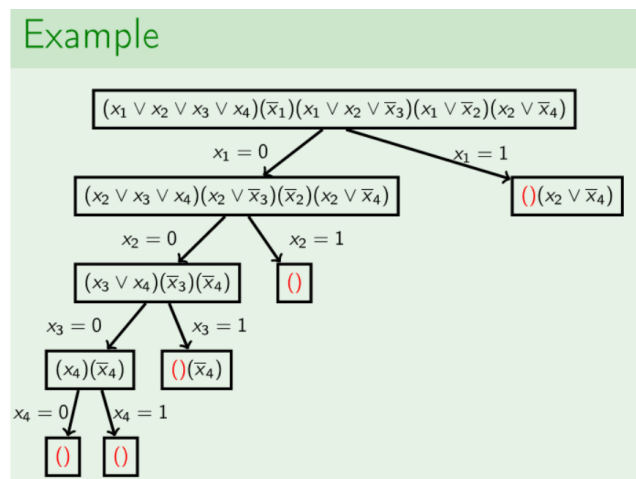 Example
(x₁ ∨ x₂ ∨ x₃ ∨ x₄)(x̅₁)(x₁ ∨ x₂ ∨ x̅₃)(x₁ ∨ x̅₂)(x₂ ∨ x̅₄)
x₁ = 0
x₁ = 1
(x₂ ∨ x₃ ∨ x₄)(x₂ ∨ x̅₃)(x̅₂)(x₂ ∨ x̅₄)
()(x₂ ∨ x̅₄)
x₂ = 0
x₂ = 1
(x₃ ∨ x₄)(x̅₃)(x̅₄)
()
x₃ = 0
x₃ = 1
(x₄)(x̅₄)
()(x̅₄)
x₄ = 0
x₄ = 1
()
()